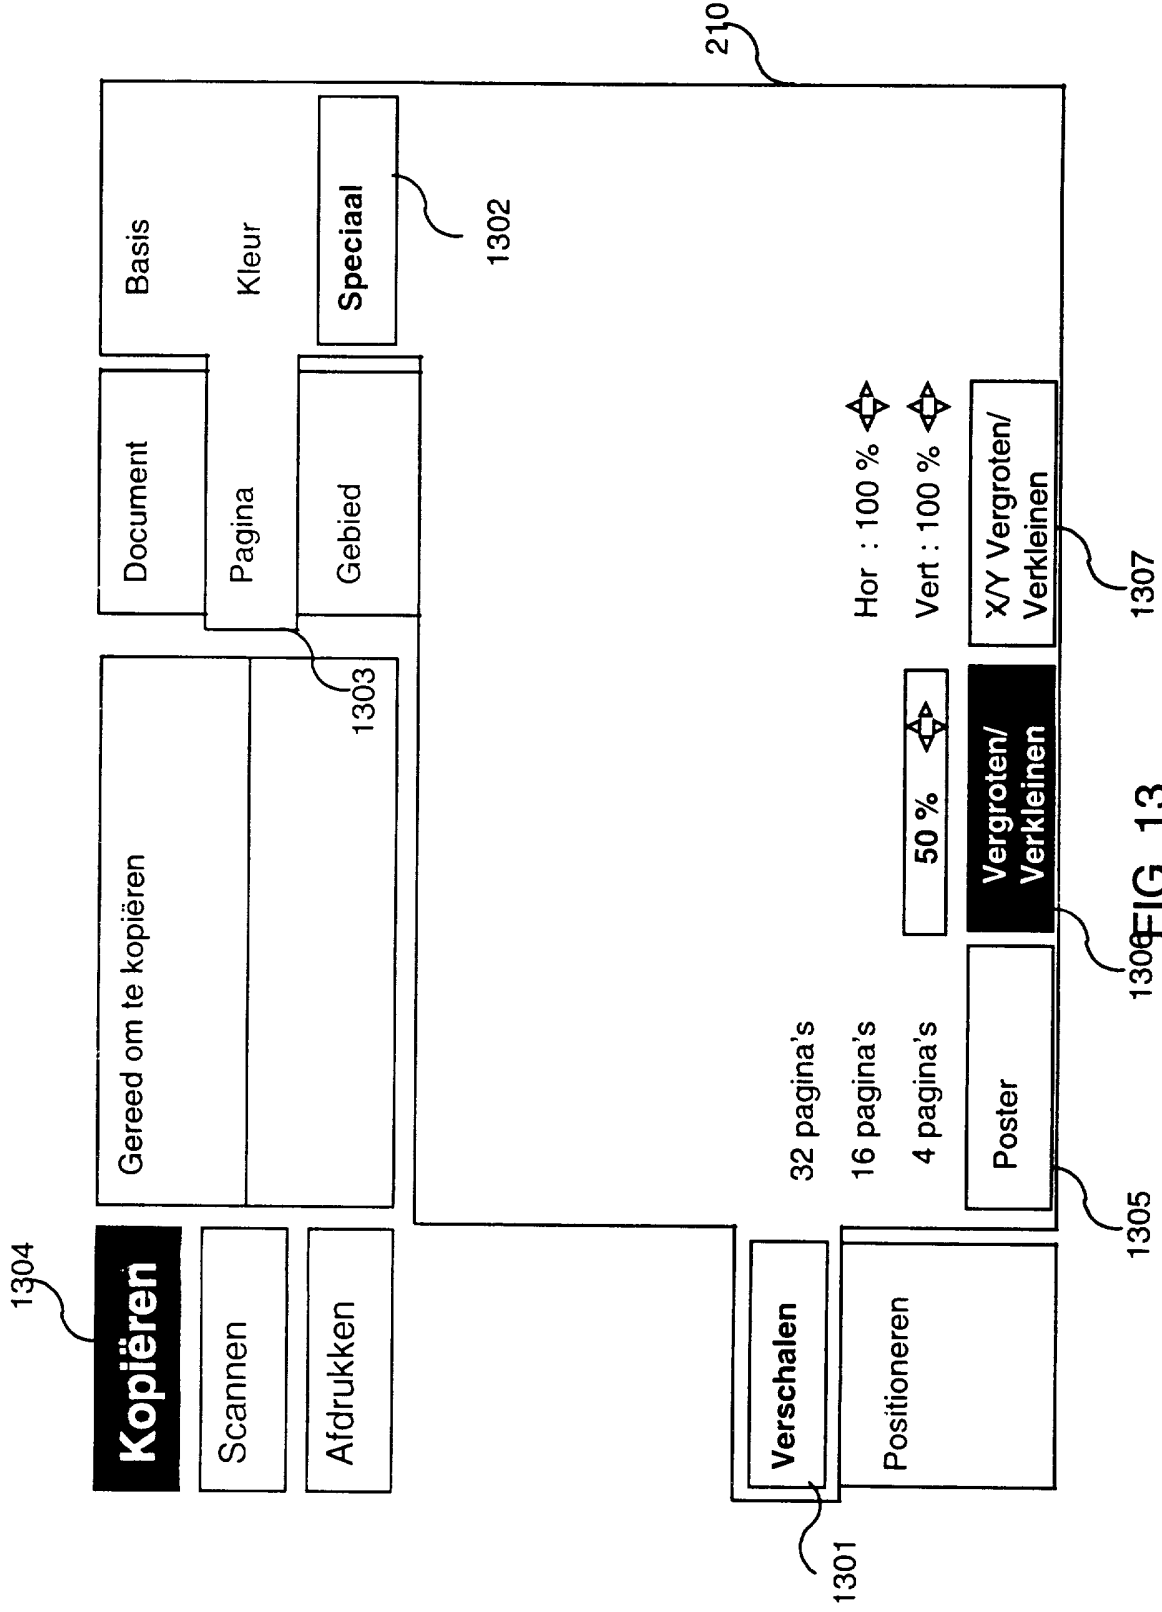 1304
Kopiëren
Scannen
Afdrukken
Gereed om te kopiëren
1303
Document
Pagina
Gebied
Basis
Kleur
Speciaal
1302
210
Verschalen
1301
Positioneren
32 pagina's
16 pagina's
4 pagina's
Poster
1305
50 %
Vergroten/
Verkleinen
1306
Hor : 100 %
Vert : 100 %
X/Y Vergroten/
Verkleinen
1307
FIG 13